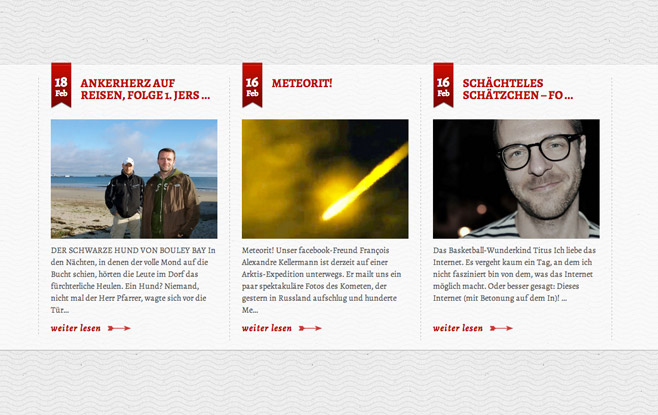 18
Feb
ANKERHERZ AUF
REISEN, FOLGE 1. JERS ...
DER SCHWARZE HUND VON BOULEY BAY In
den Nächten, in denen der volle Mond auf die
Bucht schien, hörten die Leute im Dorf das
fürchterliche Heulen. Ein Hund? Niemand,
nicht mal der Herr Pfarrer, wagte sich vor die
Tür...
weiter lesen
16
Feb
METEORIT!
Meteorit! Unser facebook-Freund François
Alexandre Kellermann ist derzeit auf einer
Arktis-Expedition unterwegs. Er mailt uns ein
paar spektakuläre Fotos des Kometen, der
gestern in Russland aufschlug und hunderte
Me...
weiter lesen
16
Feb
SCHÄCHTELES
SCHÄTZCHEN – FO ...
Das Basketball-Wunderkind Titus Ich liebe das
Internet. Es vergeht kaum ein Tag, an dem ich
nicht fasziniert bin von dem, was das Internet
möglich macht. Oder besser gesagt: Dieses
Internet (mit Betonung auf dem In)! ...
weiter lesen